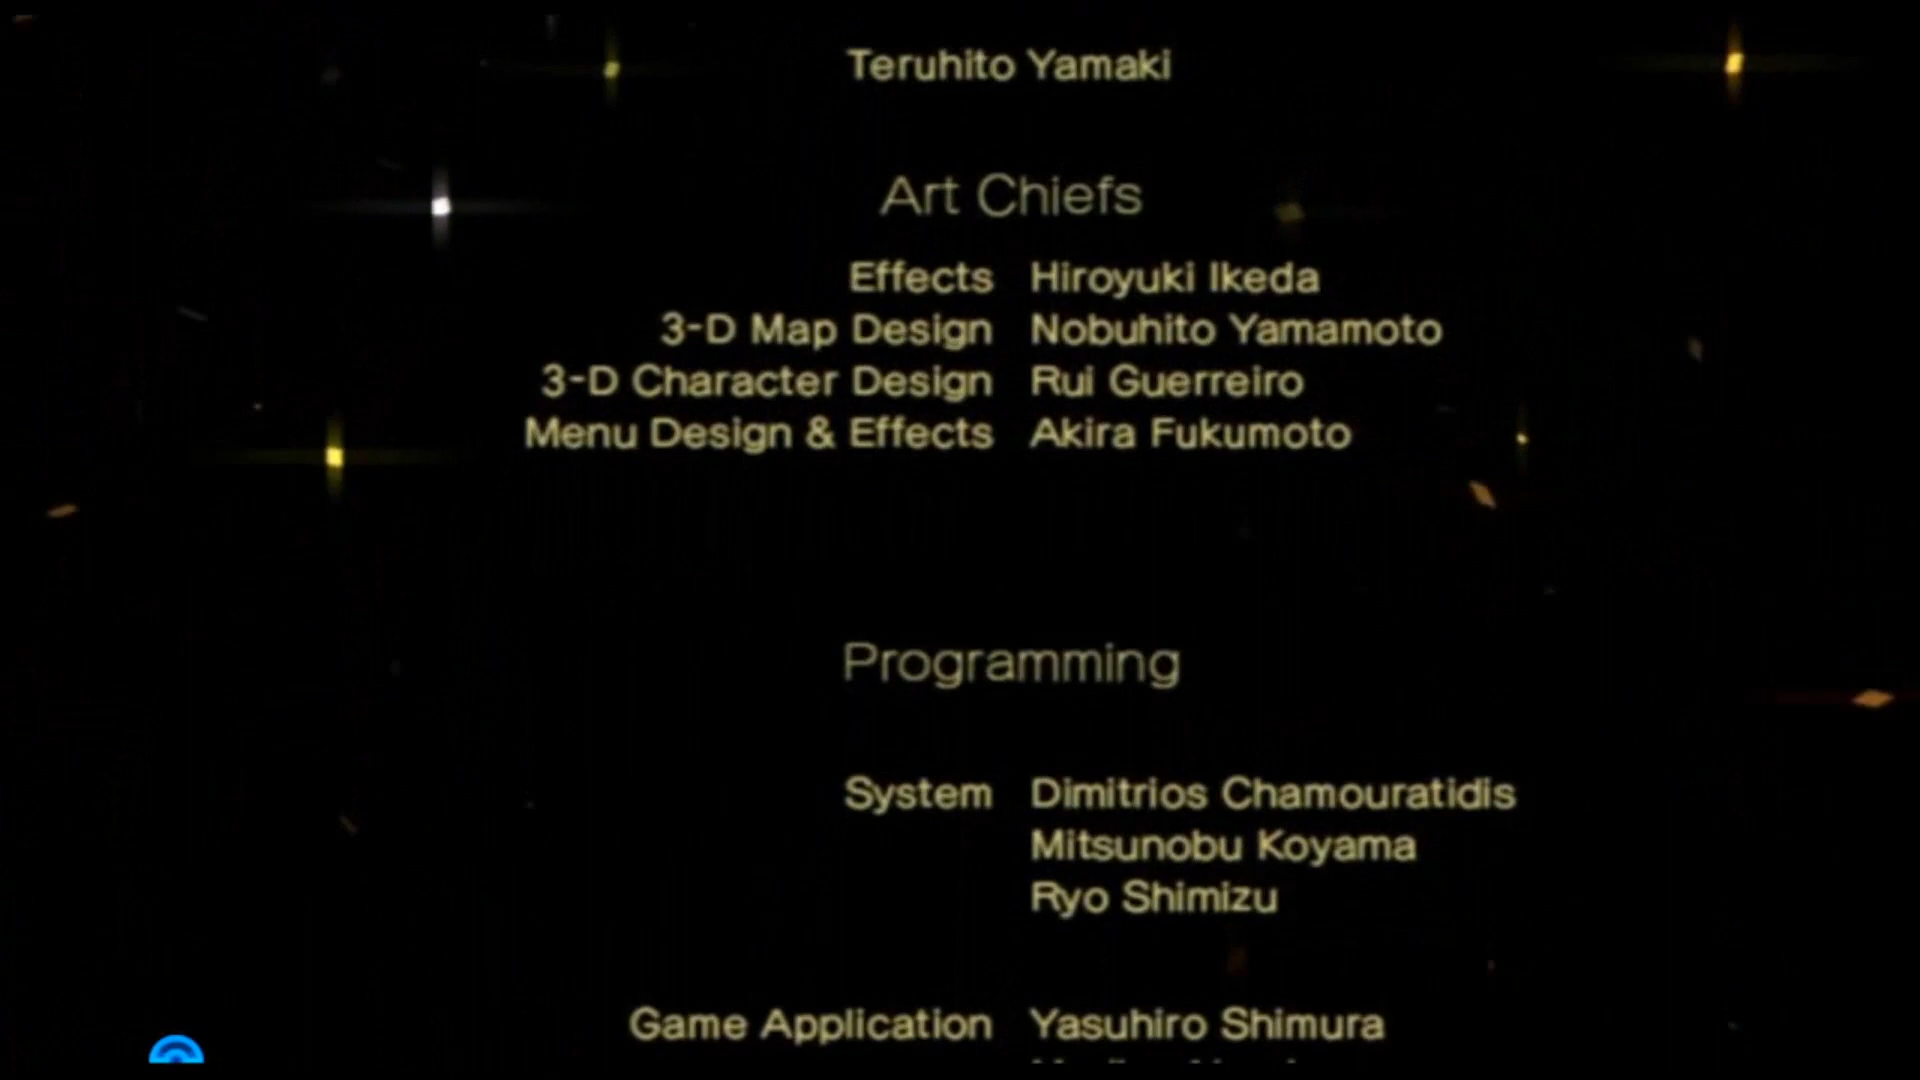 Teruhito Yamaki
Art Chiefs
Effects Hiroyuki Ikeda
3-D Map Design Nobuhito Yamamoto
3-D Character Design Rui Guerreiro
Menu Design & Effects Akira Fukumoto
Programming
System Dimitrios Chamouratidis
Mitsunobu Koyama
Ryo Shimizu
Game Application Yasuhiro Shimura